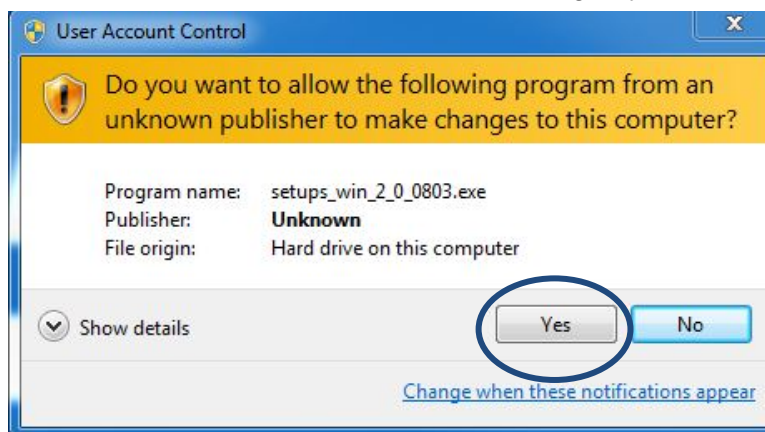 User Account Control
X
Do you want to allow the following program from an
unknown publisher to make changes to this computer?
Program name: setups_win_2_0_0803.exe
Publisher: Unknown
File origin: Hard drive on this computer
Show details Yes No
Change when these notifications appear